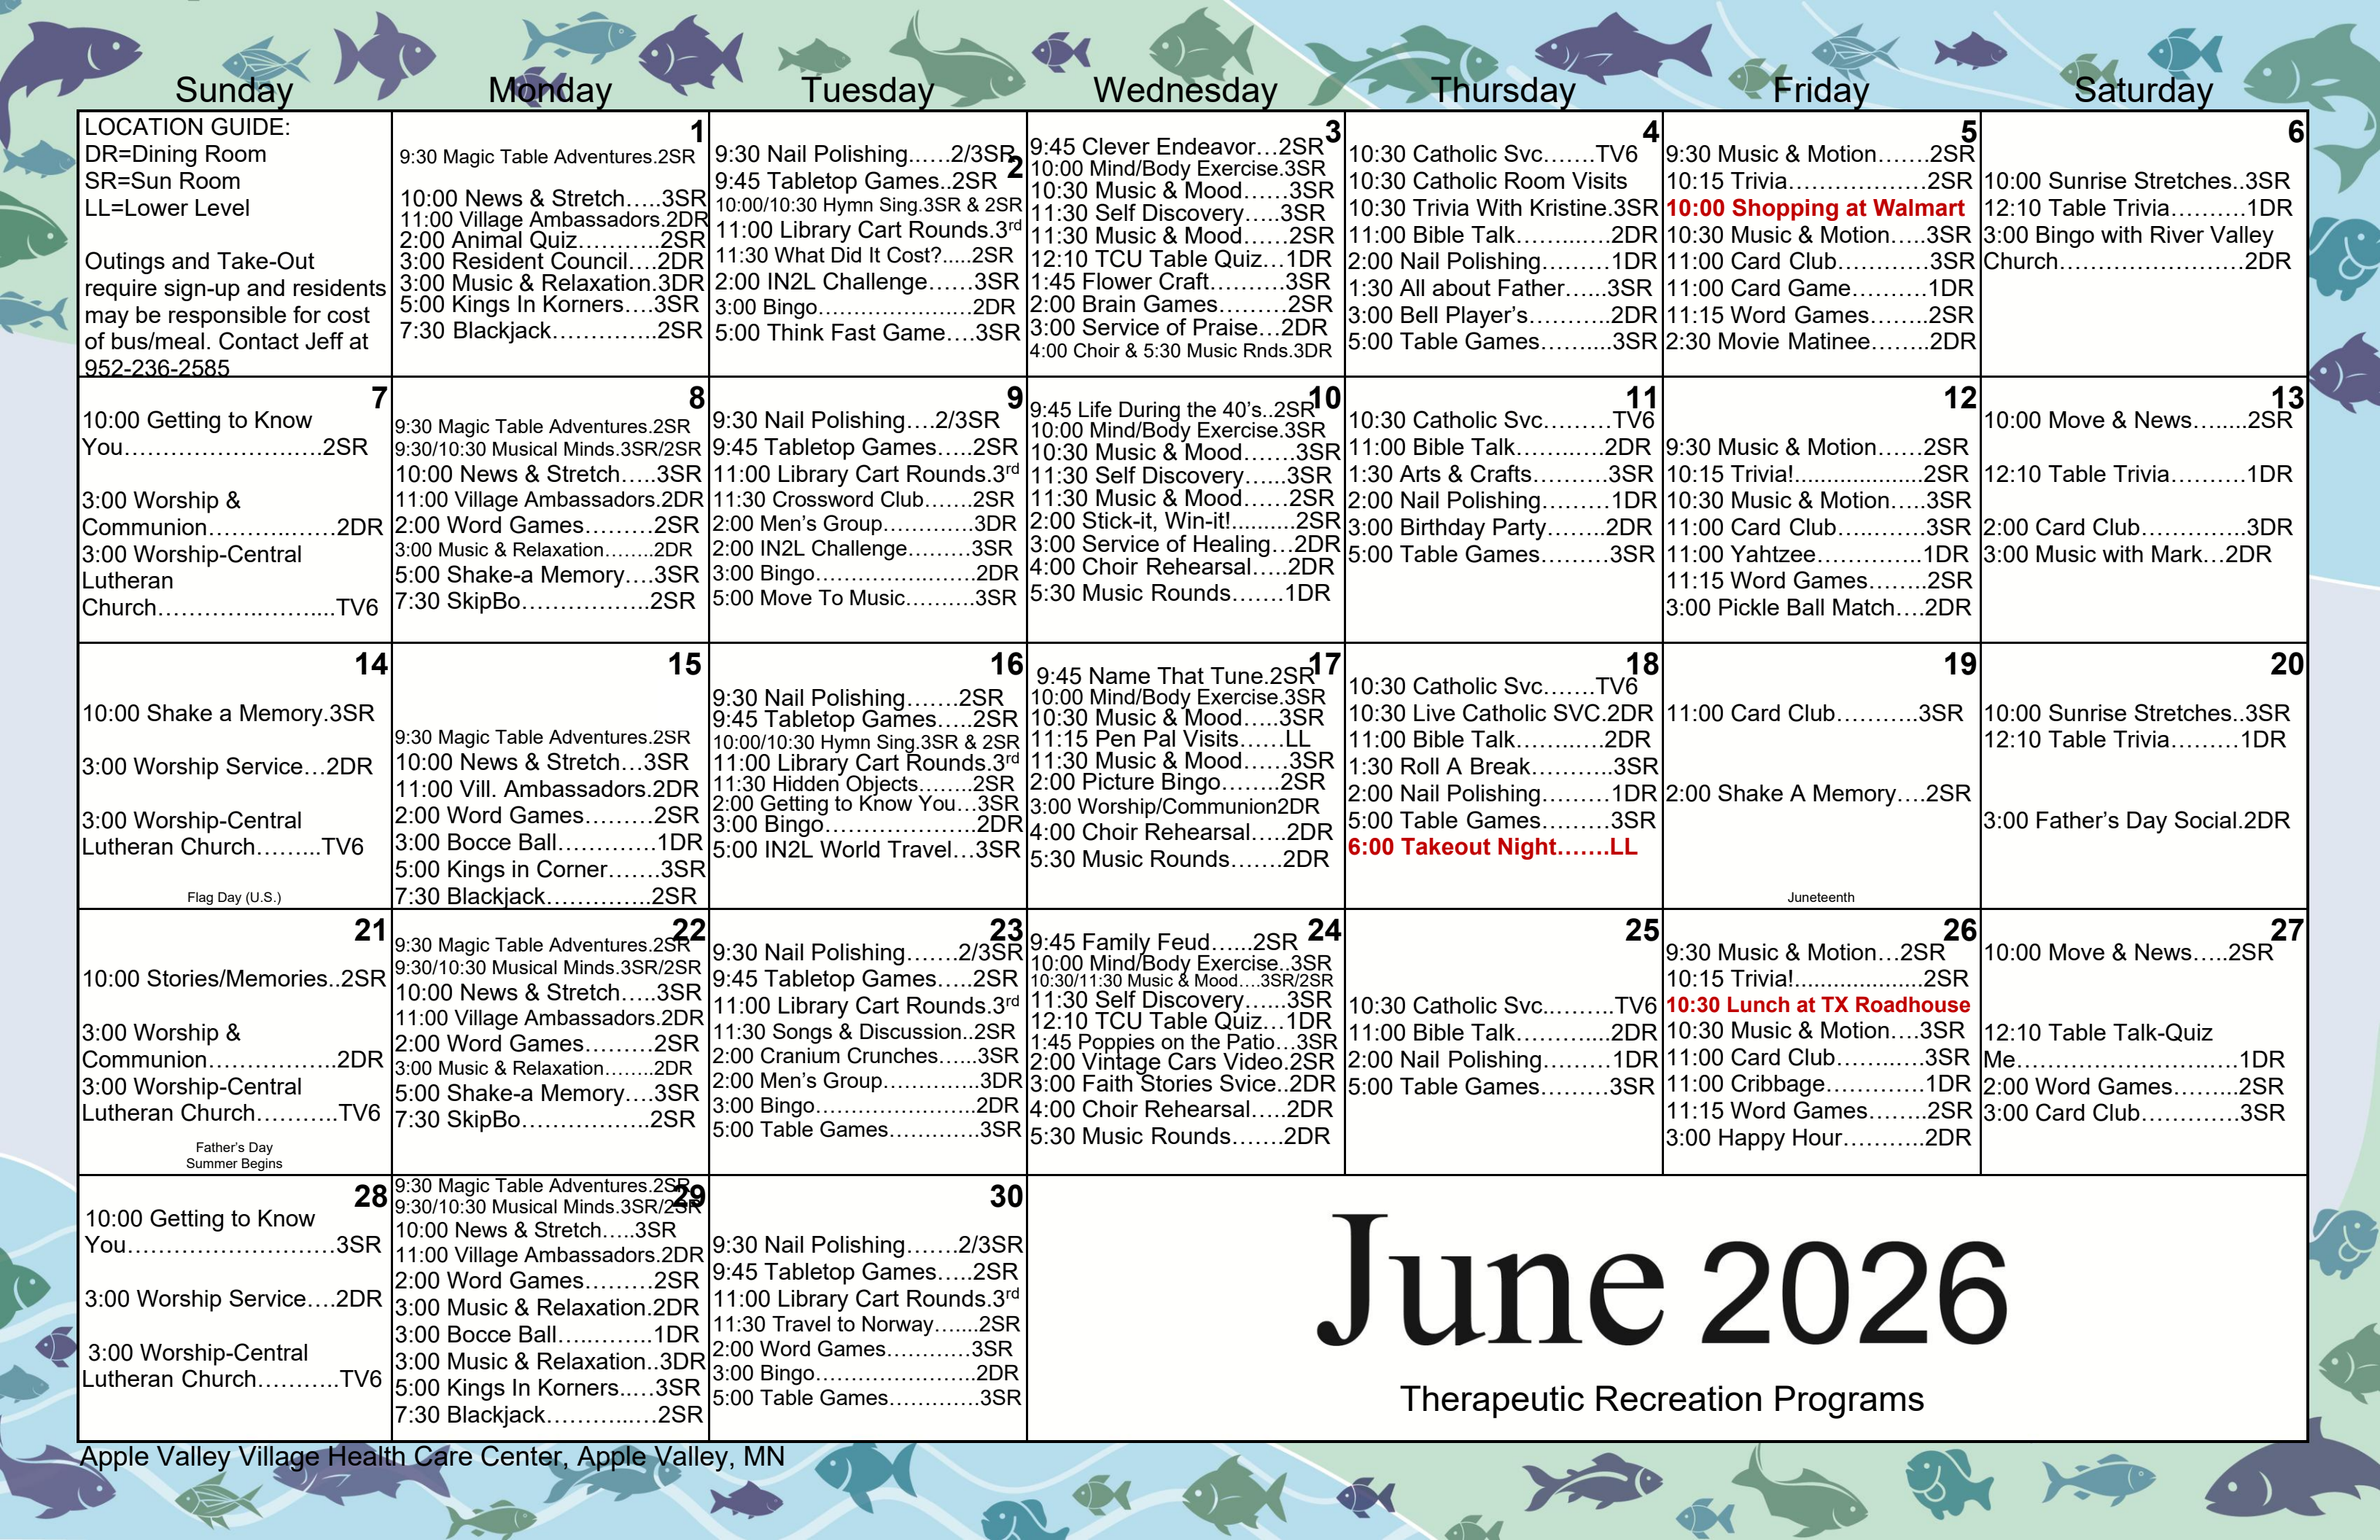 Sunday Monday Tuesday Wednesday Thursday Friday Saturday
LOCATION GUIDE:
DR=Dining Room
SR=Sun Room
LL=Lower Level
Outings and Take-Out
require sign-up and residents
may be responsible for cost
of bus/meal. Contact Jeff at
952-236-2585
1
9:30 Magic Table Adventures.2SR
10:00 News & Stretch…..3SR
11:00 Village Ambassadors.2DR
2:00 Animal Quiz………..2SR
3:00 Resident Council….2DR
3:00 Music & Relaxation.3DR
5:00 Kings In Korners….3SR
7:30 Blackjack…………..2SR
2
9:30 Nail Polishing...…2/3SR
9:45 Tabletop Games..2SR
10:00/10:30 Hymn Sing.3SR & 2SR
11:00 Library Cart Rounds.3rd
11:30 What Did It Cost?.....2SR
2:00 IN2L Challenge……3SR
3:00 Bingo…………………..2DR
5:00 Think Fast Game….3SR
3
9:45 Clever Endeavor…2SR
10:00 Mind/Body Exercise.3SR
10:30 Music & Mood……3SR
11:30 Self Discovery…..3SR
11:30 Music & Mood……2SR
12:10 TCU Table Quiz…1DR
1:45 Flower Craft……….3SR
2:00 Brain Games………2SR
3:00 Service of Praise…2DR
4:00 Choir & 5:30 Music Rnds.3DR
4
10:30 Catholic Svc…….TV6
10:30 Catholic Room Visits
10:30 Trivia With Kristine.3SR
11:00 Bible Talk……..….2DR
2:00 Nail Polishing………1DR
1:30 All about Father…...3SR
3:00 Bell Player’s………..2DR
5:00 Table Games……....3SR
5
9:30 Music & Motion…….2SR
10:15 Trivia……………….2SR
10:00 Shopping at Walmart
10:30 Music & Motion…..3SR
11:00 Card Club…………3SR
11:00 Card Game……….1DR
11:15 Word Games……..2SR
2:30 Movie Matinee……..2DR
6
10:00 Sunrise Stretches..3SR
12:10 Table Trivia……….1DR
3:00 Bingo with River Valley
Church……………………2DR
7
10:00 Getting to Know
You…………………….2SR
3:00 Worship &
Communion………..…….2DR
3:00 Worship-Central
Lutheran
Church…………..……...TV6
8
9:30 Magic Table Adventures.2SR
9:30/10:30 Musical Minds.3SR/2SR
10:00 News & Stretch…..3SR
11:00 Village Ambassadors.2DR
2:00 Word Games………2SR
3:00 Music & Relaxation……..2DR
5:00 Shake-a Memory….3SR
7:30 SkipBo……………..2SR
9
9:30 Nail Polishing….2/3SR
9:45 Tabletop Games…..2SR
11:00 Library Cart Rounds.3rd
11:30 Crossword Club…….2SR
2:00 Men’s Group………….3DR
2:00 IN2L Challenge………3SR
3:00 Bingo…………………..2DR
5:00 Move To Music……….3SR
10
9:45 Life During the 40’s..2SR
10:00 Mind/Body Exercise.3SR
10:30 Music & Mood…….3SR
11:30 Self Discovery……3SR
11:30 Music & Mood……2SR
2:00 Stick-it, Win-it!..........2SR
3:00 Service of Healing…2DR
4:00 Choir Rehearsal…..2DR
5:30 Music Rounds…….1DR
11
10:30 Catholic Svc………TV6
11:00 Bible Talk……..….2DR
1:30 Arts & Crafts……….3SR
2:00 Nail Polishing………1DR
3:00 Birthday Party……..2DR
5:00 Table Games………3SR
12
9:30 Music & Motion……2SR
10:15 Trivia!.....................2SR
10:30 Music & Motion…..3SR
11:00 Card Club…………3SR
11:00 Yahtzee…………..1DR
11:15 Word Games……..2SR
3:00 Pickle Ball Match….2DR
13
10:00 Move & News…....2SR
12:10 Table Trivia……….1DR
2:00 Card Club………….3DR
3:00 Music with Mark…2DR
14
10:00 Shake a Memory.3SR
3:00 Worship Service…2DR
3:00 Worship-Central
Lutheran Church……...TV6
Flag Day (U.S.)
15
9:30 Magic Table Adventures.2SR
10:00 News & Stretch…3SR
11:00 Vill. Ambassadors.2DR
2:00 Word Games………2SR
3:00 Bocce Ball………….1DR
5:00 Kings in Corner…….3SR
7:30 Blackjack…………..2SR
16
9:30 Nail Polishing…….2SR
9:45 Tabletop Games…..2SR
10:00/10:30 Hymn Sing.3SR & 2SR
11:00 Library Cart Rounds.3rd
11:30 Hidden Objects……..2SR
2:00 Getting to Know You…3SR
3:00 Bingo………………….2DR
5:00 IN2L World Travel…3SR
17
9:45 Name That Tune.2SR
10:00 Mind/Body Exercise.3SR
10:30 Music & Mood…..3SR
11:15 Pen Pal Visits……LL
11:30 Music & Mood……3SR
2:00 Picture Bingo……..2SR
3:00 Worship/Communion2DR
4:00 Choir Rehearsal…..2DR
5:30 Music Rounds…….2DR
18
10:30 Catholic Svc…….TV6
10:30 Live Catholic SVC.2DR
11:00 Bible Talk……..….2DR
1:30 Roll A Break………..3SR
2:00 Nail Polishing………1DR
5:00 Table Games………3SR
6:00 Takeout Night…….LL
19
11:00 Card Club………..3SR
2:00 Shake A Memory….2SR
Juneteenth
20
10:00 Sunrise Stretches..3SR
12:10 Table Trivia………1DR
3:00 Father’s Day Social.2DR
21
10:00 Stories/Memories..2SR
3:00 Worship &
Communion……………..2DR
3:00 Worship-Central
Lutheran Church……….TV6
Father’s Day
Summer Begins
22
9:30 Magic Table Adventures.2SR
9:30/10:30 Musical Minds.3SR/2SR
10:00 News & Stretch…..3SR
11:00 Village Ambassadors.2DR
2:00 Word Games………2SR
3:00 Music & Relaxation……..2DR
5:00 Shake-a Memory….3SR
7:30 SkipBo……………..2SR
23
9:30 Nail Polishing…….2/3SR
9:45 Tabletop Games…..2SR
11:00 Library Cart Rounds.3rd
11:30 Songs & Discussion..2SR
2:00 Cranium Crunches…...3SR
2:00 Men’s Group…………..3DR
3:00 Bingo…………………..2DR
5:00 Table Games………….3SR
24
9:45 Family Feud…...2SR
10:00 Mind/Body Exercise..3SR
10:30/11:30 Music & Mood….3SR/2SR
11:30 Self Discovery……3SR
12:10 TCU Table Quiz…1DR
1:45 Poppies on the Patio…3SR
2:00 Vintage Cars Video.2SR
3:00 Faith Stories Svice..2DR
4:00 Choir Rehearsal…..2DR
5:30 Music Rounds…….2DR
25
10:30 Catholic Svc.……..TV6
11:00 Bible Talk……......2DR
2:00 Nail Polishing………1DR
5:00 Table Games………3SR
26
9:30 Music & Motion…2SR
10:15 Trivia!.....................2SR
10:30 Lunch at TX Roadhouse
10:30 Music & Motion….3SR
11:00 Card Club………..3SR
11:00 Cribbage…………1DR
11:15 Word Games……..2SR
3:00 Happy Hour………..2DR
27
10:00 Move & News…..2SR
12:10 Table Talk-Quiz
Me…………………………1DR
2:00 Word Games……...2SR
3:00 Card Club………….3SR
28
10:00 Getting to Know
You………………………3SR
3:00 Worship Service….2DR
3:00 Worship-Central
Lutheran Church……….TV6
29
9:30 Magic Table Adventures.2SR
9:30/10:30 Musical Minds.3SR/2SR
10:00 News & Stretch…..3SR
11:00 Village Ambassadors.2DR
2:00 Word Games………2SR
3:00 Music & Relaxation.2DR
3:00 Bocce Ball…..……..1DR
3:00 Music & Relaxation..3DR
5:00 Kings In Korners..…3SR
7:30 Blackjack………...…2SR
30
9:30 Nail Polishing…….2/3SR
9:45 Tabletop Games…..2SR
11:00 Library Cart Rounds.3rd
11:30 Travel to Norway…....2SR
2:00 Word Games…………3SR
3:00 Bingo…………………..2DR
5:00 Table Games………….3SR
June 2026
Therapeutic Recreation Programs
Apple Valley Village Health Care Center, Apple Valley, MN